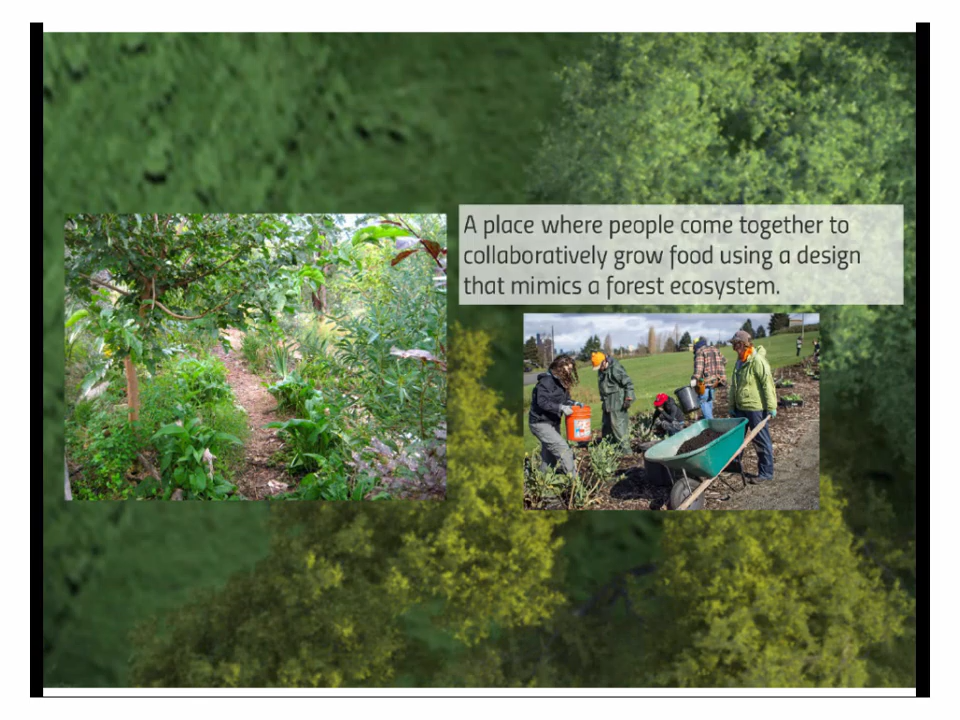 A place where people come together to
collaboratively grow food using a design
that mimics a forest ecosystem.